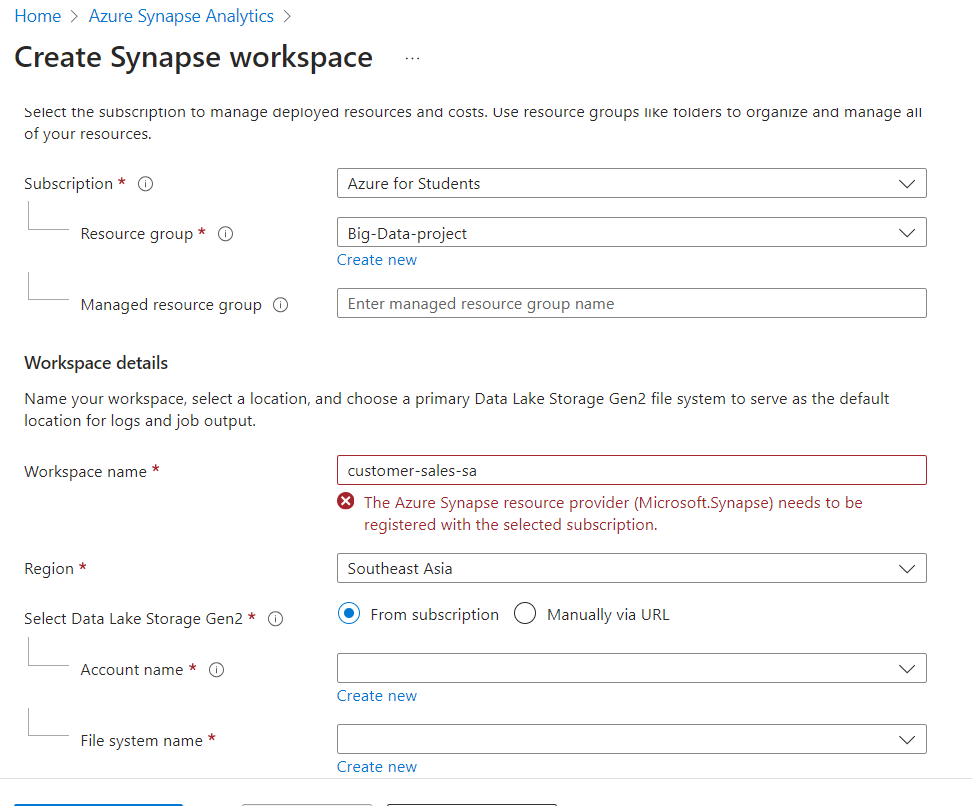 Home > Azure Synapse Analytics >
Create Synapse workspace ...
Select the subscription to manage deployed resources and costs. Use resource groups like folders to organize and manage all
of your resources.
Subscription *
Azure for Students
Resource group *
Big-Data-project
Create new
Managed resource group
Enter managed resource group name
Workspace details
Name your workspace, select a location, and choose a primary Data Lake Storage Gen2 file system to serve as the default
location for logs and job output.
Workspace name *
customer-sales-sa
The Azure Synapse resource provider (Microsoft.Synapse) needs to be
registered with the selected subscription.
Region *
Southeast Asia
Select Data Lake Storage Gen2 *
From subscription
Manually via URL
Account name *
Create new
File system name *
Create new